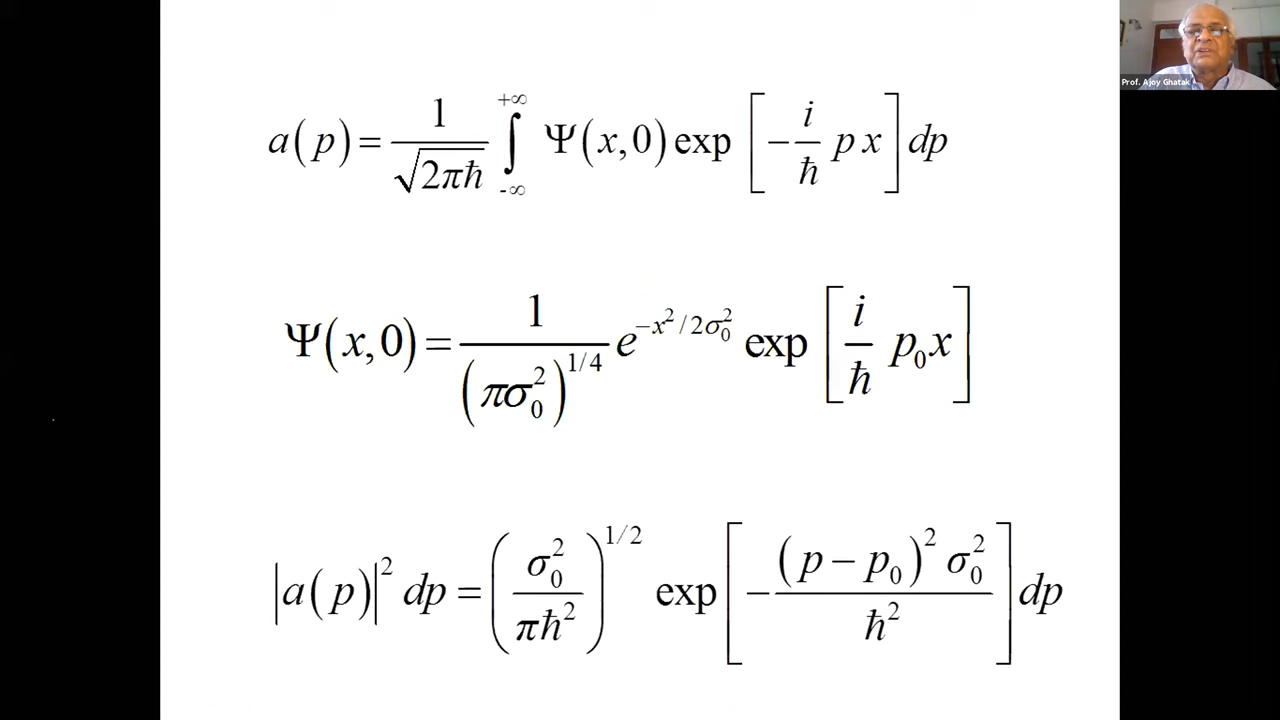 Prof. Ajoy Ghatak
a(p) = 1/√(2πħ) ∫_{-∞}^{+∞} Ψ(x,0) exp [ -i/ħ p x ] dp
Ψ(x,0) = 1/(πσ₀²)^{1/4} e^{-x²/2σ₀²} exp [ i/ħ p₀x ]
|a(p)|² dp = (σ₀²/πħ²)^{1/2} exp [ -(p - p₀)² σ₀²/ħ² ] dp